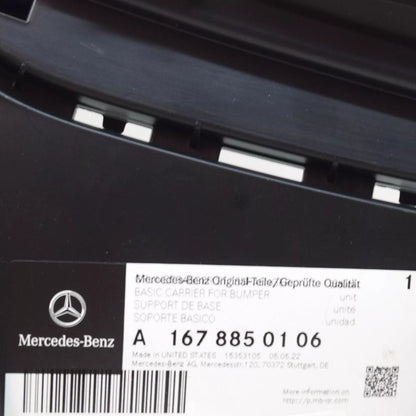 Mercedes-Benz Original-Teile/Geprüfte Qualität 1
BASIC CARRIER FOR BUMPER unit
SUPPORT DE BASE unité
SOPORTE BASICO unidad
Mercedes-Benz
A 167 885 01 06
Made in UNITED STATES 16353105 05.05.22
Mercedes-Benz AG, Mercedesstr.120, 70372 Stuttgart, DE
More information on